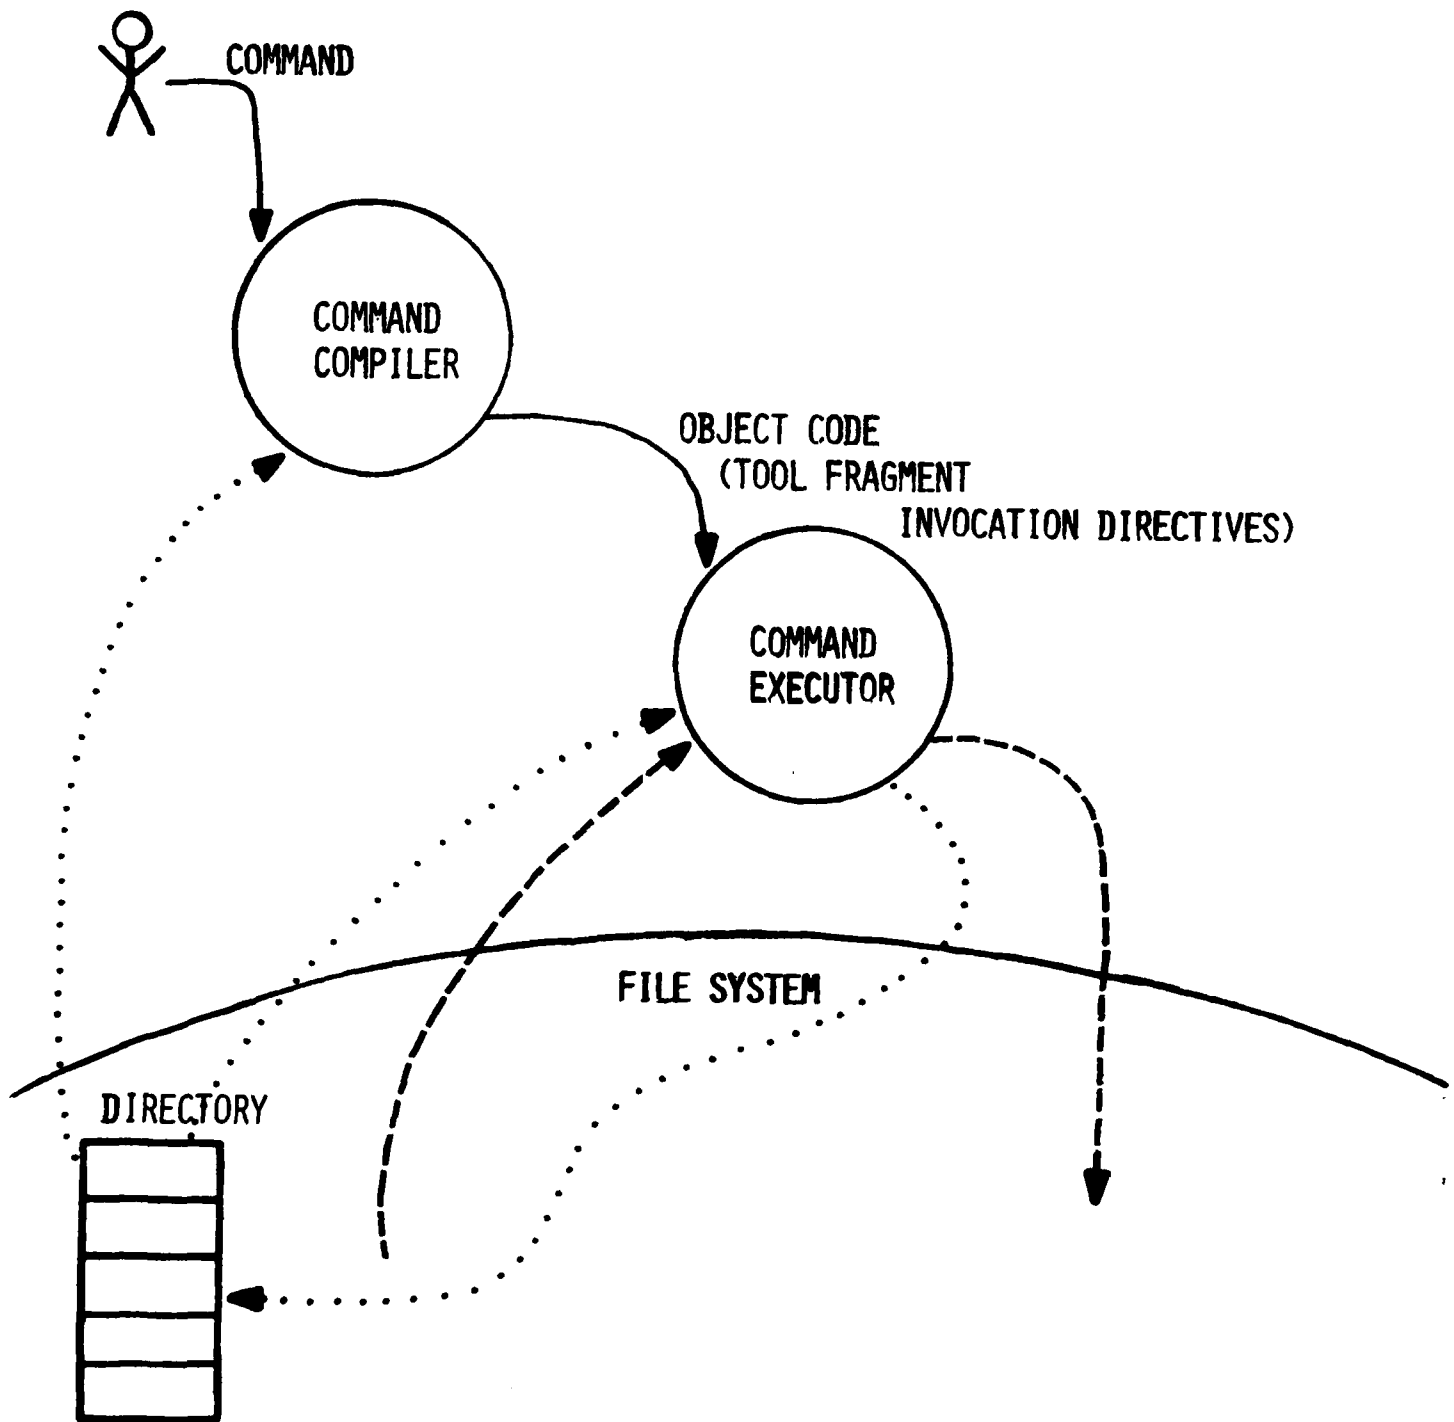 COMMAND
COMMAND
COMPILER
OBJECT CODE
(TOOL FRAGMENT
INVOCATION DIRECTIVES)
COMMAND
EXECUTOR
FILE SYSTEM
DIRECTORY